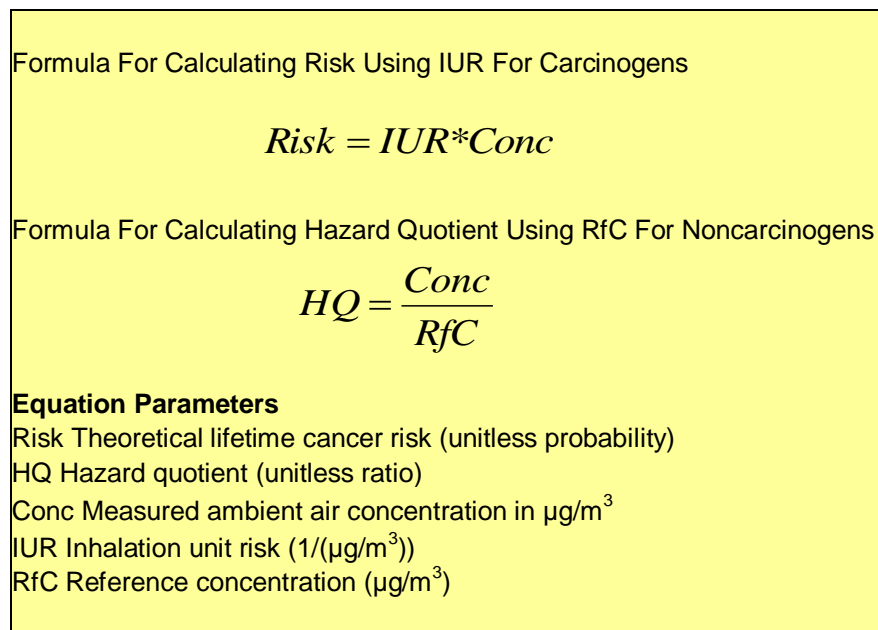 Formula For Calculating Risk Using IUR For Carcinogens
Risk = IUR*Conc
Formula For Calculating Hazard Quotient Using RfC For Noncarcinogens
HQ = Conc / RfC
Equation Parameters
Risk Theoretical lifetime cancer risk (unitless probability)
HQ Hazard quotient (unitless ratio)
Conc Measured ambient air concentration in µg/m³
IUR Inhalation unit risk (1/(µg/m³))
RfC Reference concentration (µg/m³)